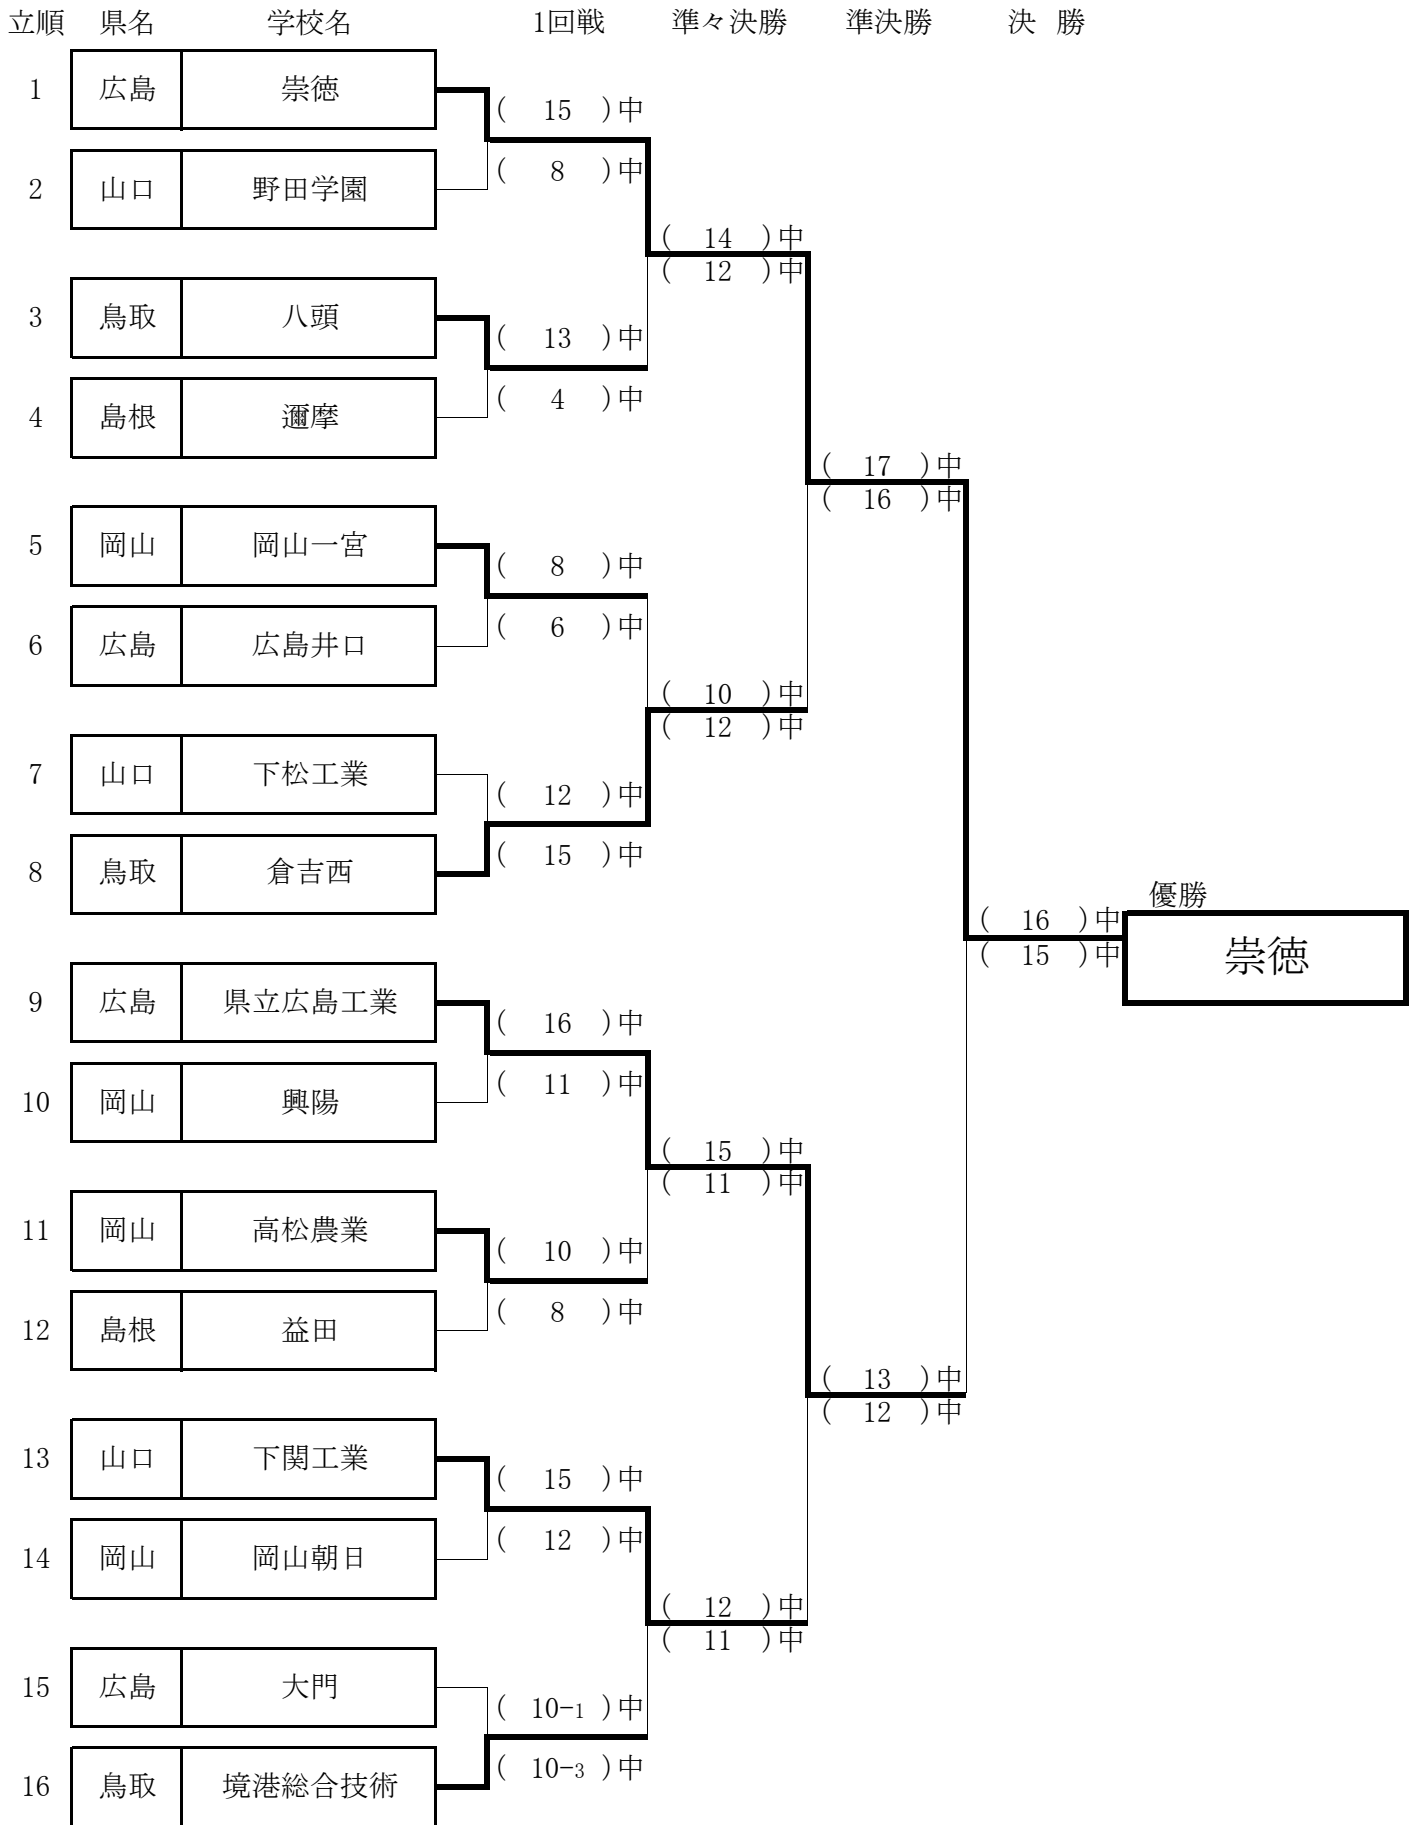 立順 県名 学校名 1回戦 準々決勝 準決勝 決 勝
1 広島 崇徳
( 15 )中
( 8 )中
2 山口 野田学園
( 14 )中
( 12 )中
3 鳥取 八頭
( 13 )中
( 4 )中
4 島根 邇摩
( 17 )中
( 16 )中
5 岡山 岡山一宮
( 8 )中
( 6 )中
6 広島 広島井口
( 10 )中
( 12 )中
7 山口 下松工業
( 12 )中
( 15 )中
8 鳥取 倉吉西
優勝
( 16 )中
( 15 )中
崇徳
9 広島 県立広島工業
( 16 )中
( 11 )中
10 岡山 興陽
( 15 )中
( 11 )中
11 岡山 高松農業
( 10 )中
( 8 )中
12 島根 益田
( 13 )中
( 12 )中
13 山口 下関工業
( 15 )中
( 12 )中
14 岡山 岡山朝日
( 12 )中
( 11 )中
15 広島 大門
( 10-1 )中
( 10-3 )中
16 鳥取 境港総合技術